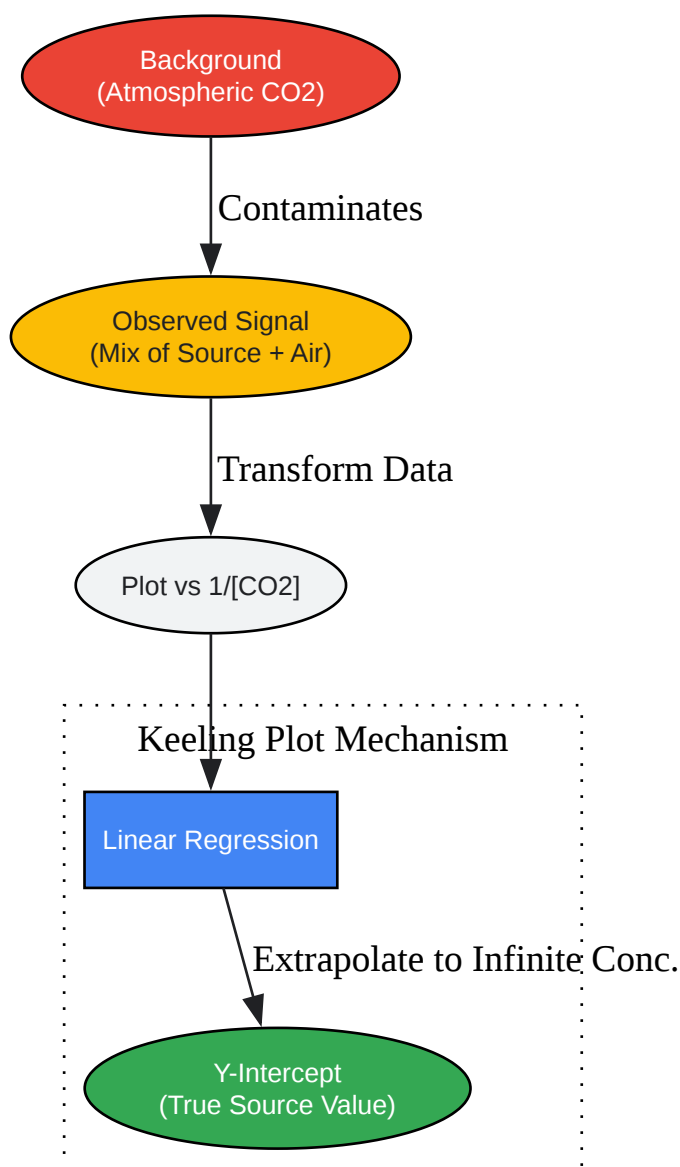 Background
(Atmospheric CO2)
Contaminates
Observed Signal
(Mix of Source + Air)
Transform Data
Plot vs 1/[CO2]
Keeling Plot Mechanism
Linear Regression
Extrapolate to Infinite Conc.
Y-Intercept
(True Source Value)